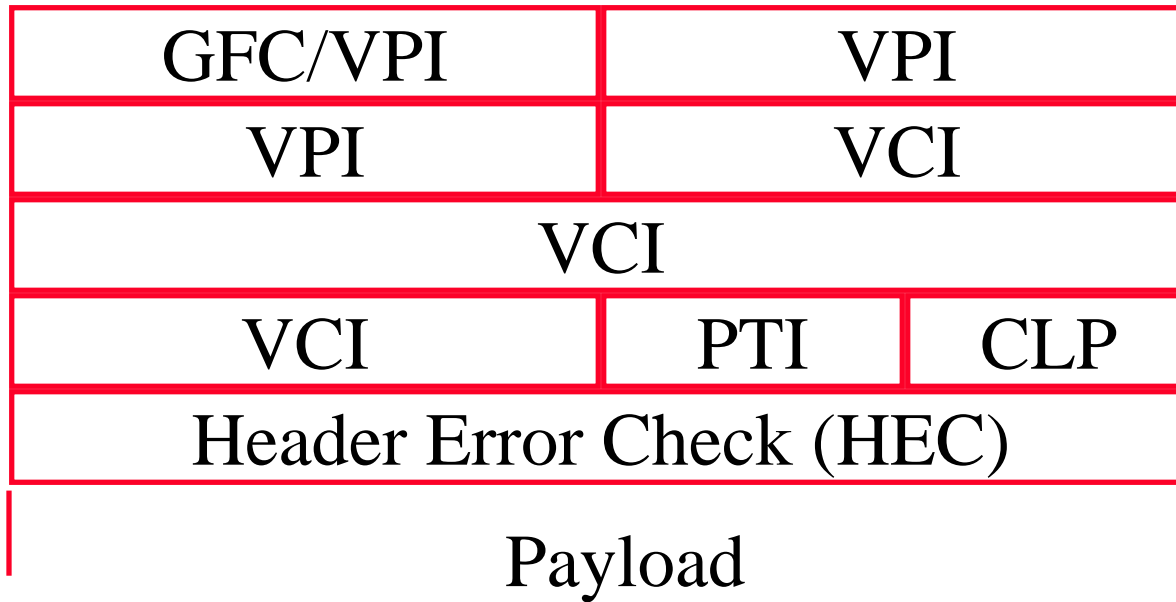 GFC/VPI VPI
VPI VCI
VCI
VCI PTI CLP
Header Error Check (HEC)
Payload